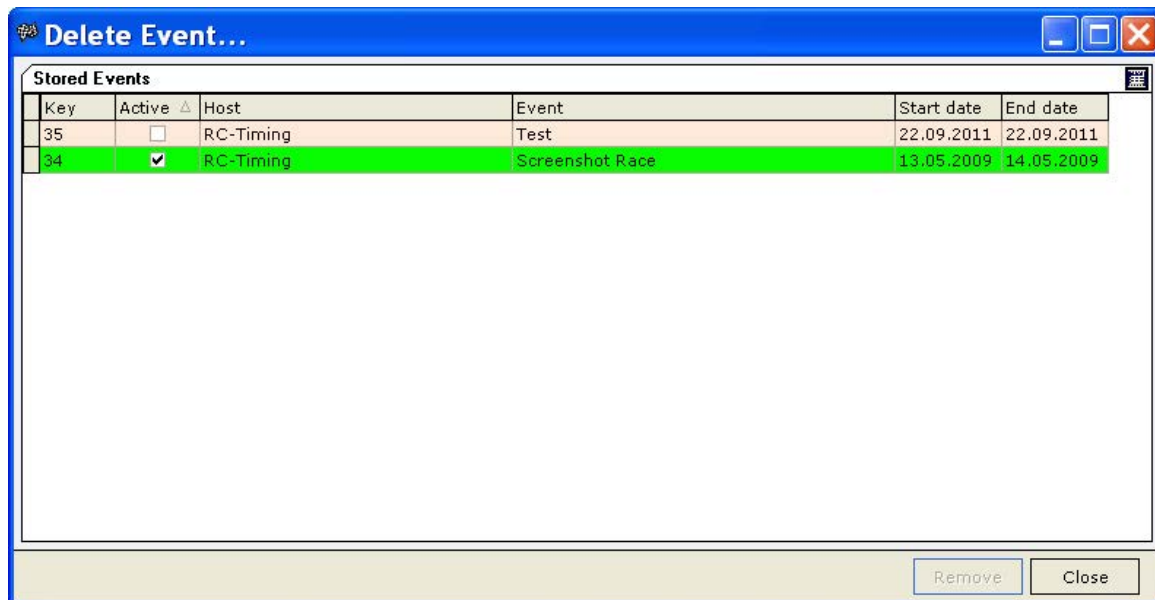 Delete Event...
Stored Events
Key Active Host Event Start date End date
35 RC-Timing Test 22.09.2011 22.09.2011
34 RC-Timing Screenshot Race 13.05.2009 14.05.2009
Remove Close